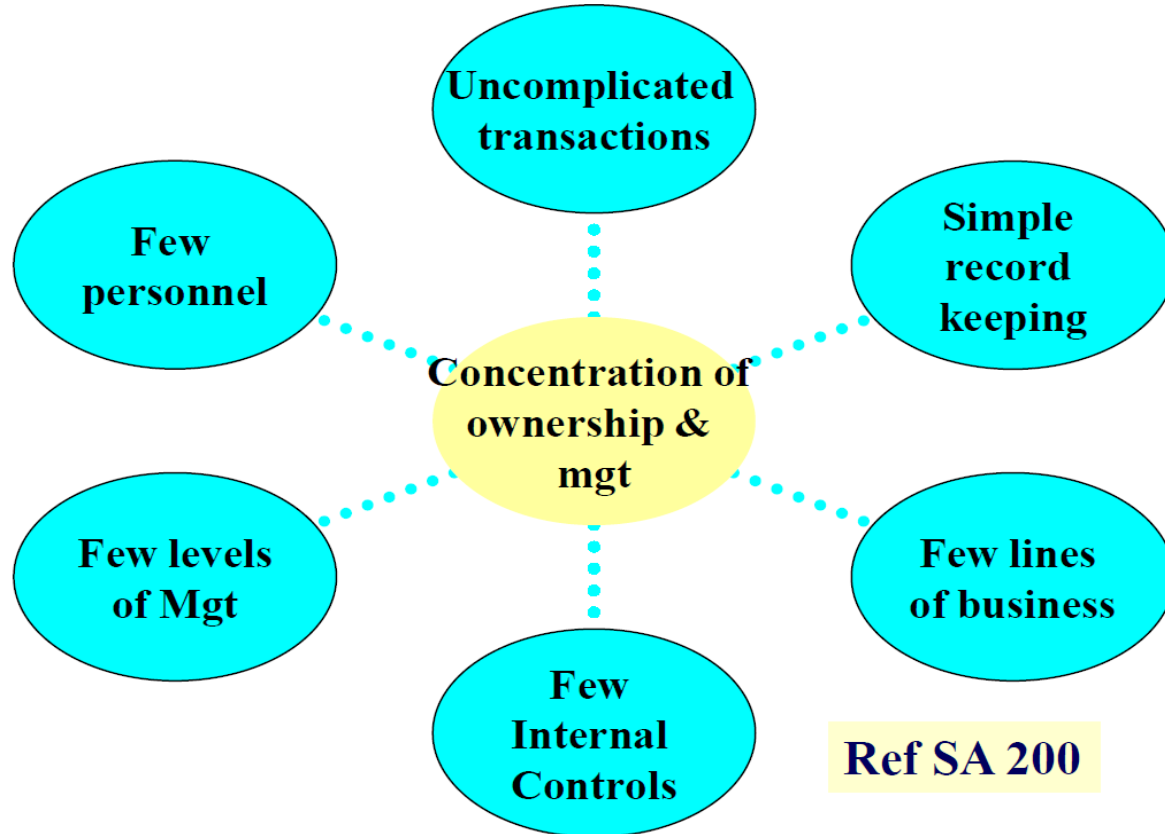 Uncomplicated
transactions
Few
personnel
Simple
record
keeping
Concentration of
ownership &
mgt
Few levels
of Mgt
Few lines
of business
Few
Internal
Controls
Ref SA 200